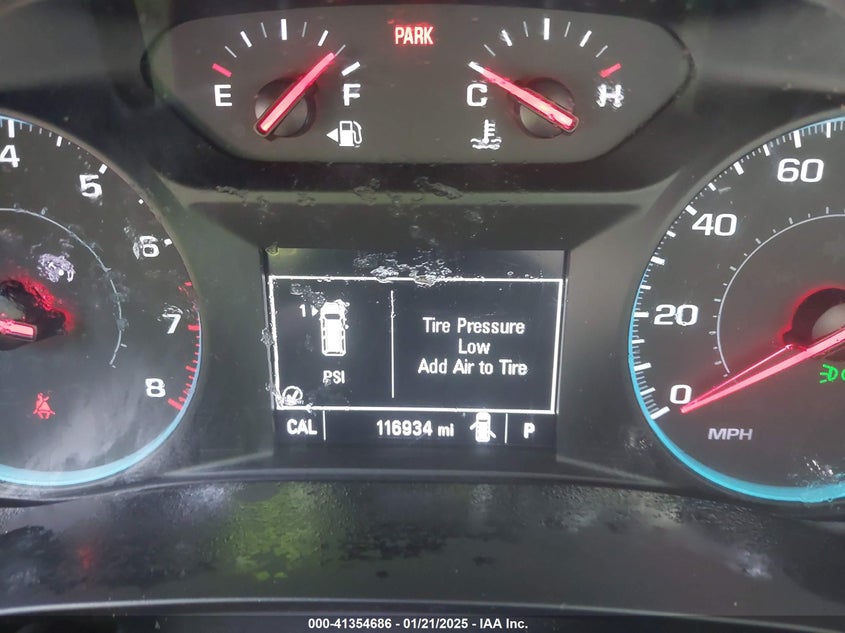 PARK
E F
C H
4
5
6
7
8
1
PSI
Tire Pressure
Low
Add Air to Tire
CAL 116934 mi P
60
40
20
0
MPH
000-41354686 - 01/21/2025 - IAA Inc.